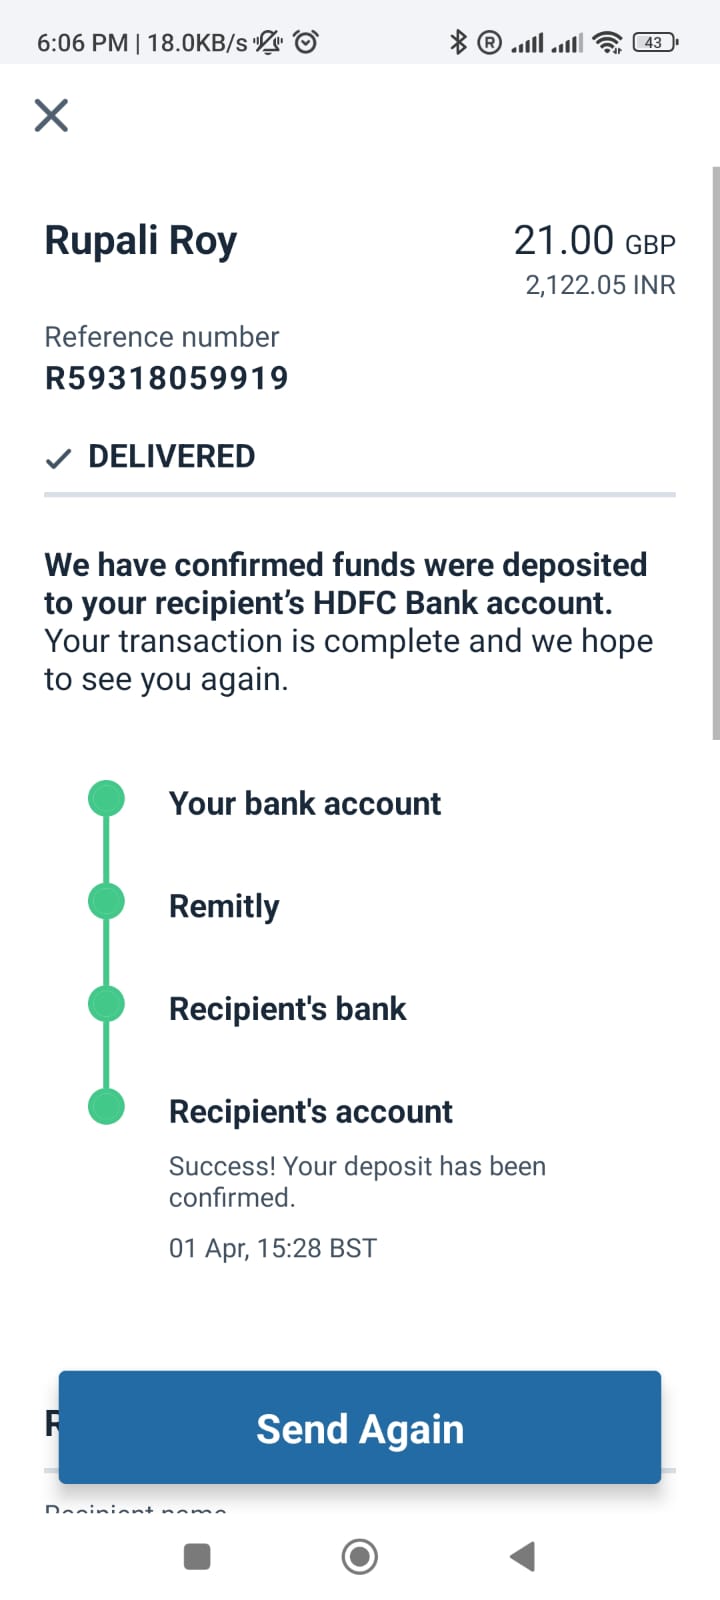 6:06 PM | 18.0KB/s
43
Rupali Roy
21.00 GBP
2,122.05 INR
Reference number
R59318059919
DELIVERED
We have confirmed funds were deposited
to your recipient’s HDFC Bank account.
Your transaction is complete and we hope
to see you again.
Your bank account
Remitly
Recipient's bank
Recipient's account
Success! Your deposit has been
confirmed.
01 Apr, 15:28 BST
Send Again
Recipient name